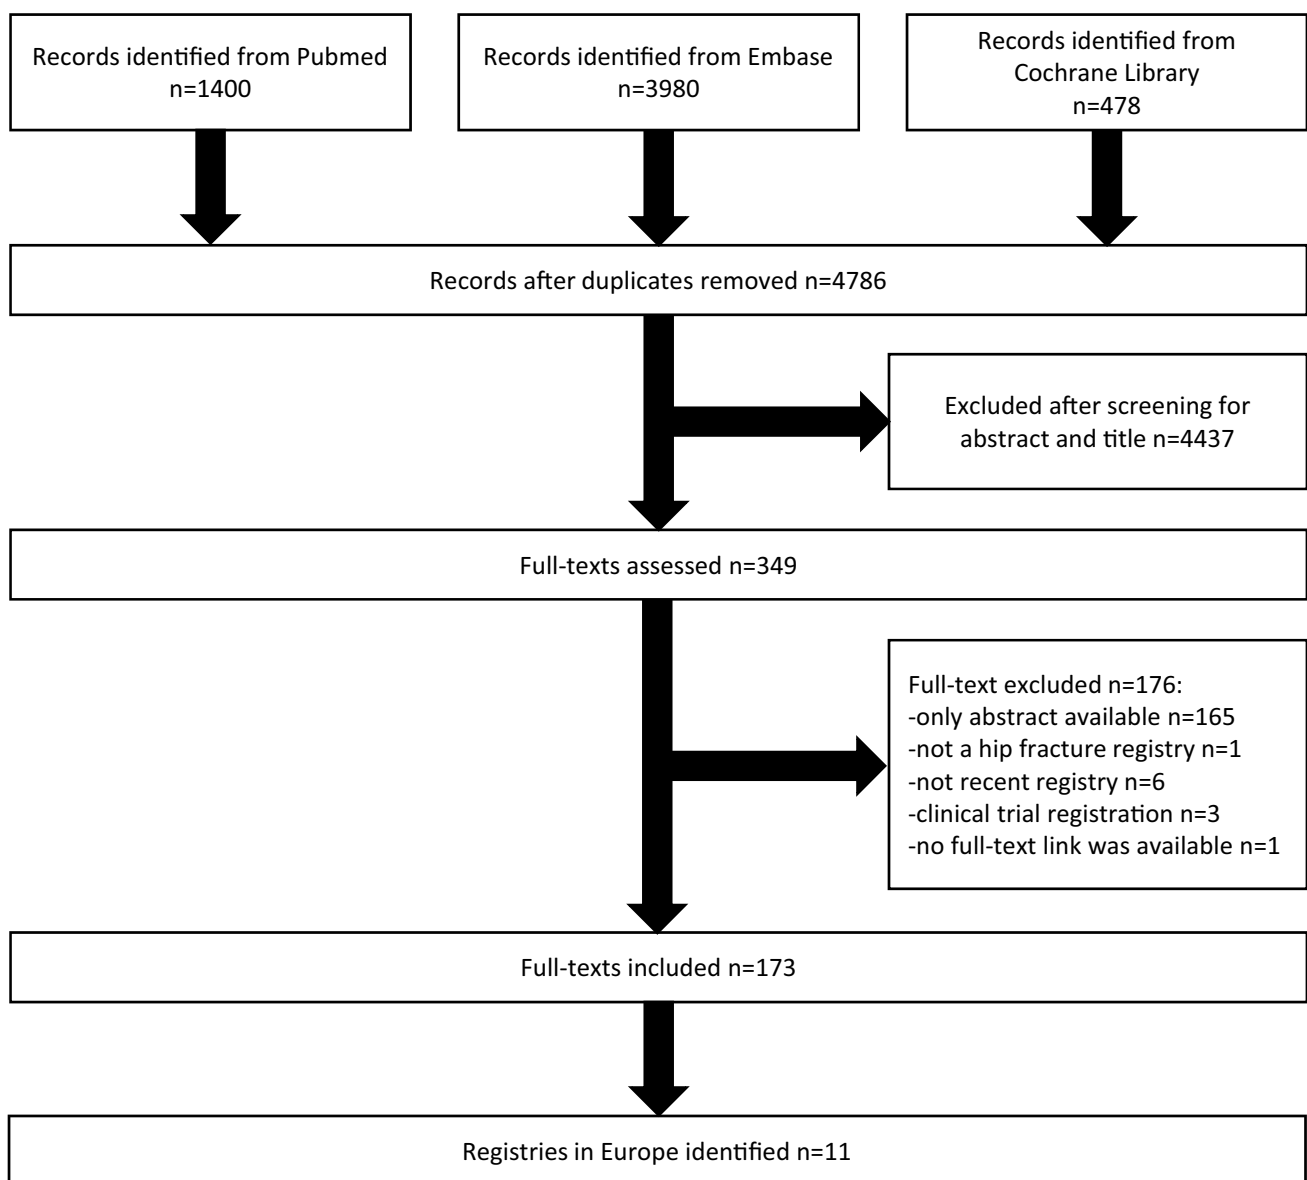 Records identified from Pubmed
n=1400
Records identified from Embase
n=3980
Records identified from
Cochrane Library
n=478
Records after duplicates removed n=4786
Excluded after screening for
abstract and title n=4437
Full-texts assessed n=349
Full-text excluded n=176:
-only abstract available n=165
-not a hip fracture registry n=1
-not recent registry n=6
-clinical trial registration n=3
-no full-text link was available n=1
Full-texts included n=173
Registries in Europe identified n=11